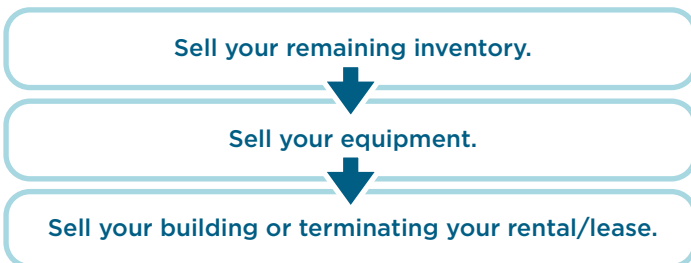 Sell your remaining inventory.
Sell your equipment.
Sell your building or terminating your rental/lease.